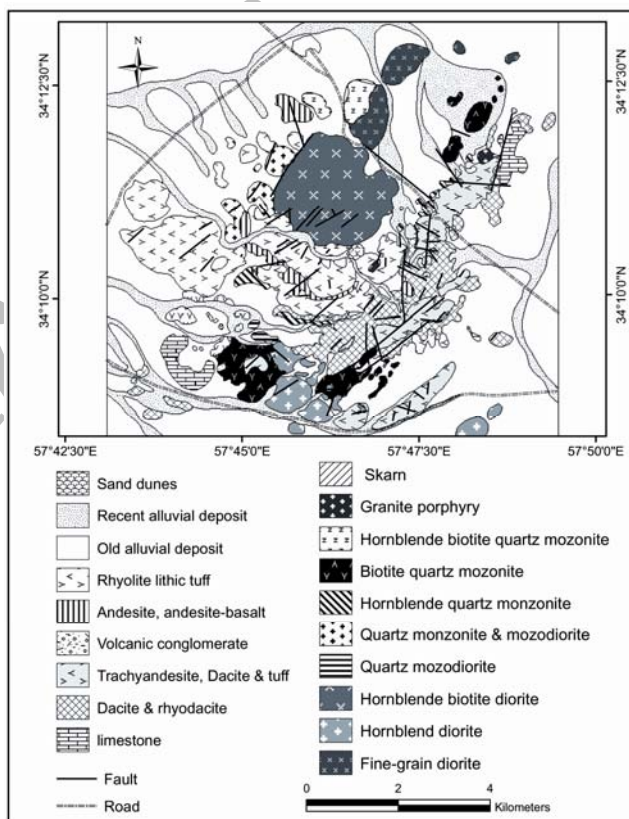 34°12'30"N
34°12'30"N
N
34°10'0"N
34°10'0"N
57°42'30"E
57°45'0"E
57°47'30"E
57°50'0"E
Sand dunes
Recent alluvial deposit
Old alluvial deposit
Rhyolite lithic tuff
Andesite, andesite-basalt
Volcanic conglomerate
Trachyandesite, Dacite & tuff
Dacite & rhyodacite
limestone
Fault
Road
Skarn
Granite porphyry
Hornblende biotite quartz mozonite
Biotite quartz mozonite
Hornblende quartz monzonite
Quartz monzonite & mozodiorite
Quartz mozodiorite
Hornblende biotite diorite
Hornblend diorite
Fine-grain diorite
0 2 4
Kilometers